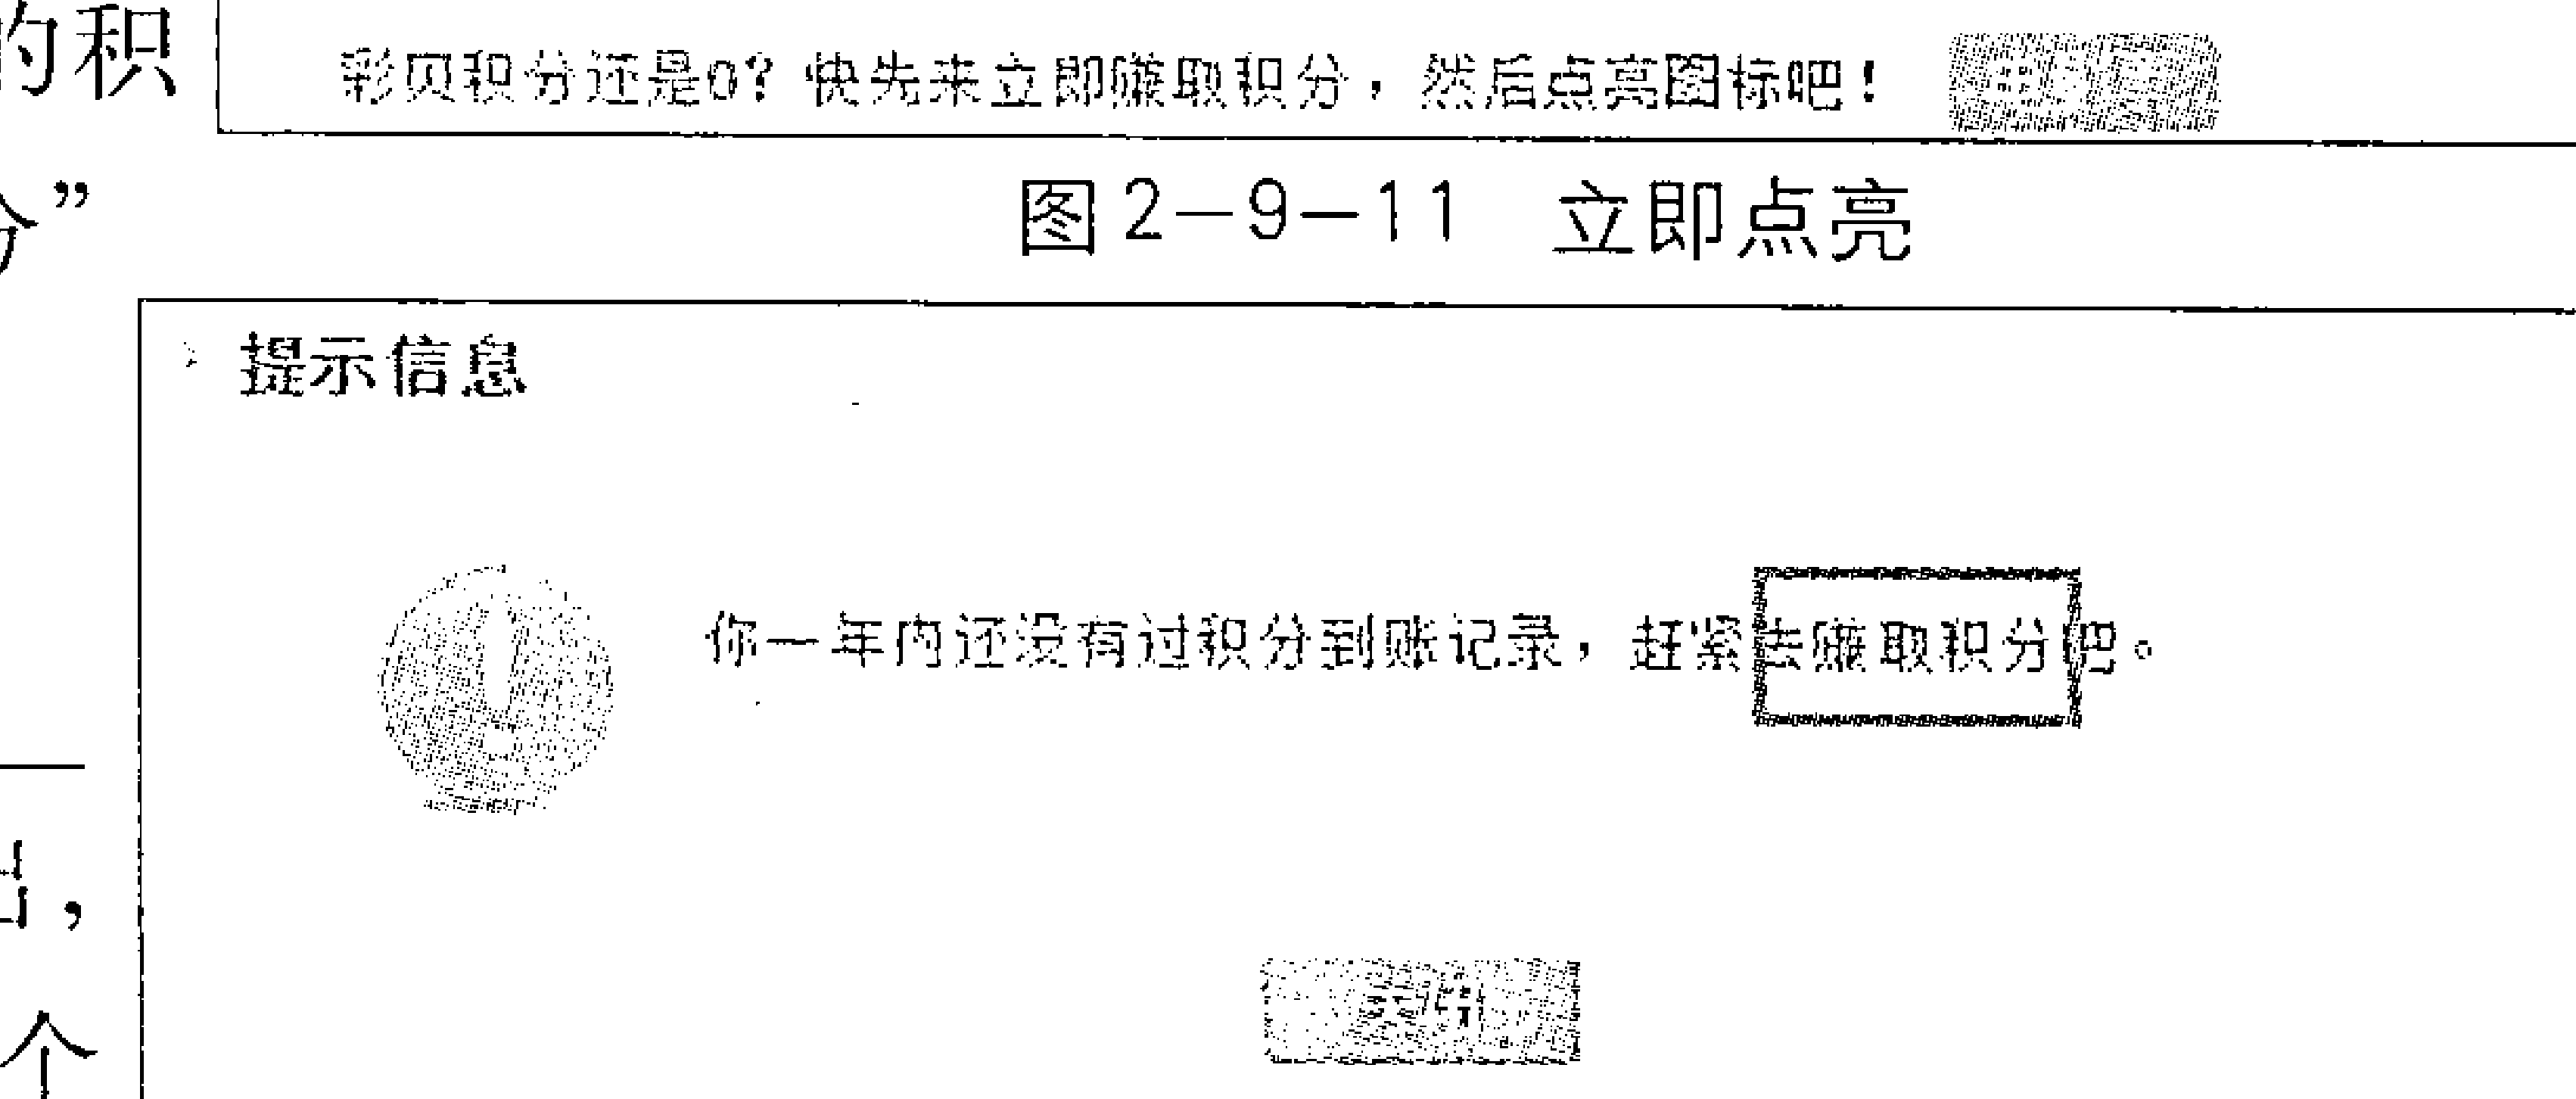 的积
彩贝积分还是0？快先来立即赚取积分，然后点亮图标吧！
分”
图2-9-11 立即点亮
提示信息
你一年内还没有过积分到账记录，赶紧去赚取积分吧。
，
个